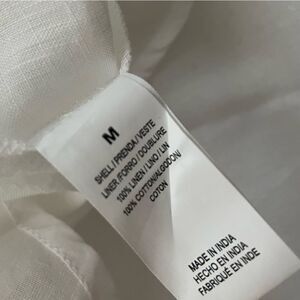 M
SHELL/PRENDA/VESTE
LINER/FORRO/DOUBLURE
100% LINEN/LINO/LIN
100% COTTON/ALGODON/
COTON
MADE IN INDIA
HECHO EN INDIA
FABRIQUÉ EN INDE